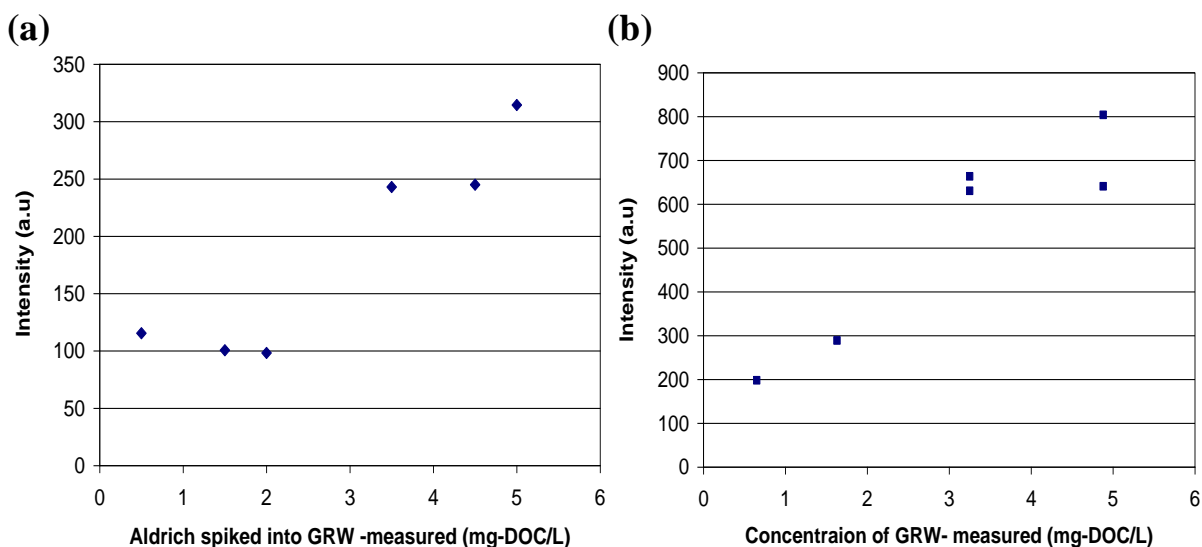 (a)
350
300
250
200
150
100
50
0
0 1 2 3 4 5 6
Intensity (a.u)
Aldrich spiked into GRW -measured (mg-DOC/L)
(b)
900
800
700
600
500
400
300
200
100
0
0 1 2 3 4 5 6
Intensity (a.u)
Concentraion of GRW- measured (mg-DOC/L)